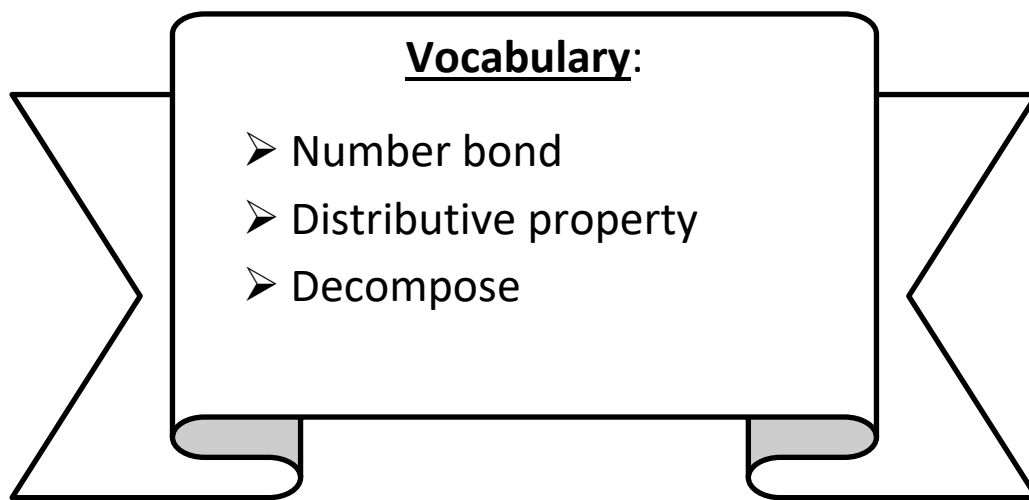 Vocabulary:
➢ Number bond
➢ Distributive property
➢ Decompose